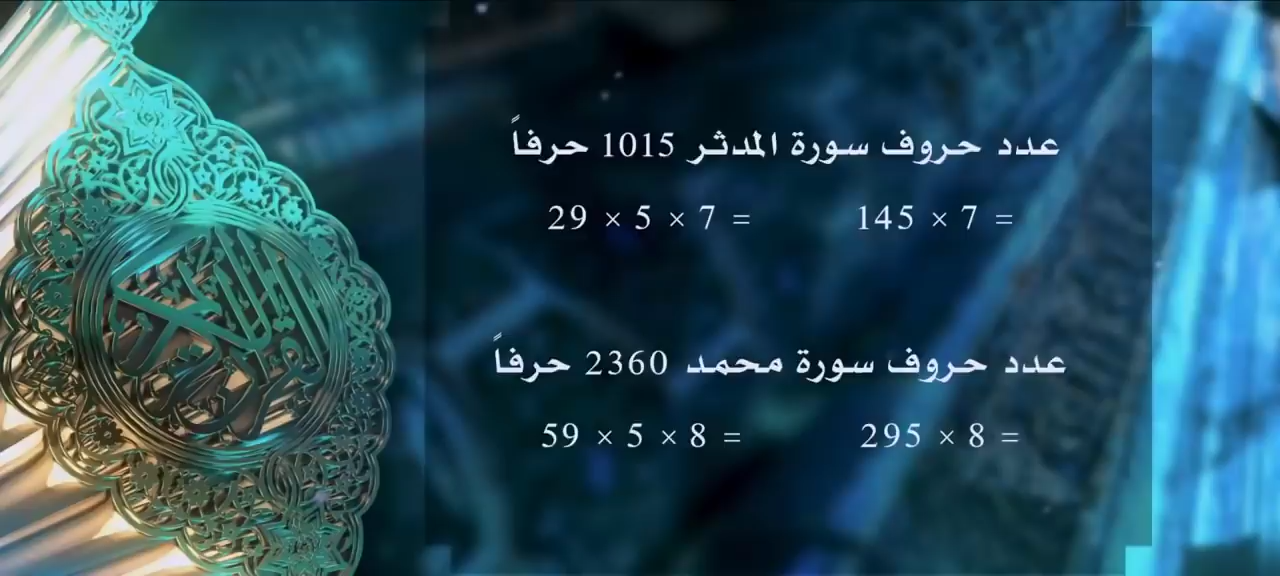 عدد حروف سورة المدثر 1015 حرفاً
= 145 × 7 = 29 × 5 × 7
عدد حروف سورة محمد 2360 حرفاً
= 295 × 8 = 59 × 5 × 8